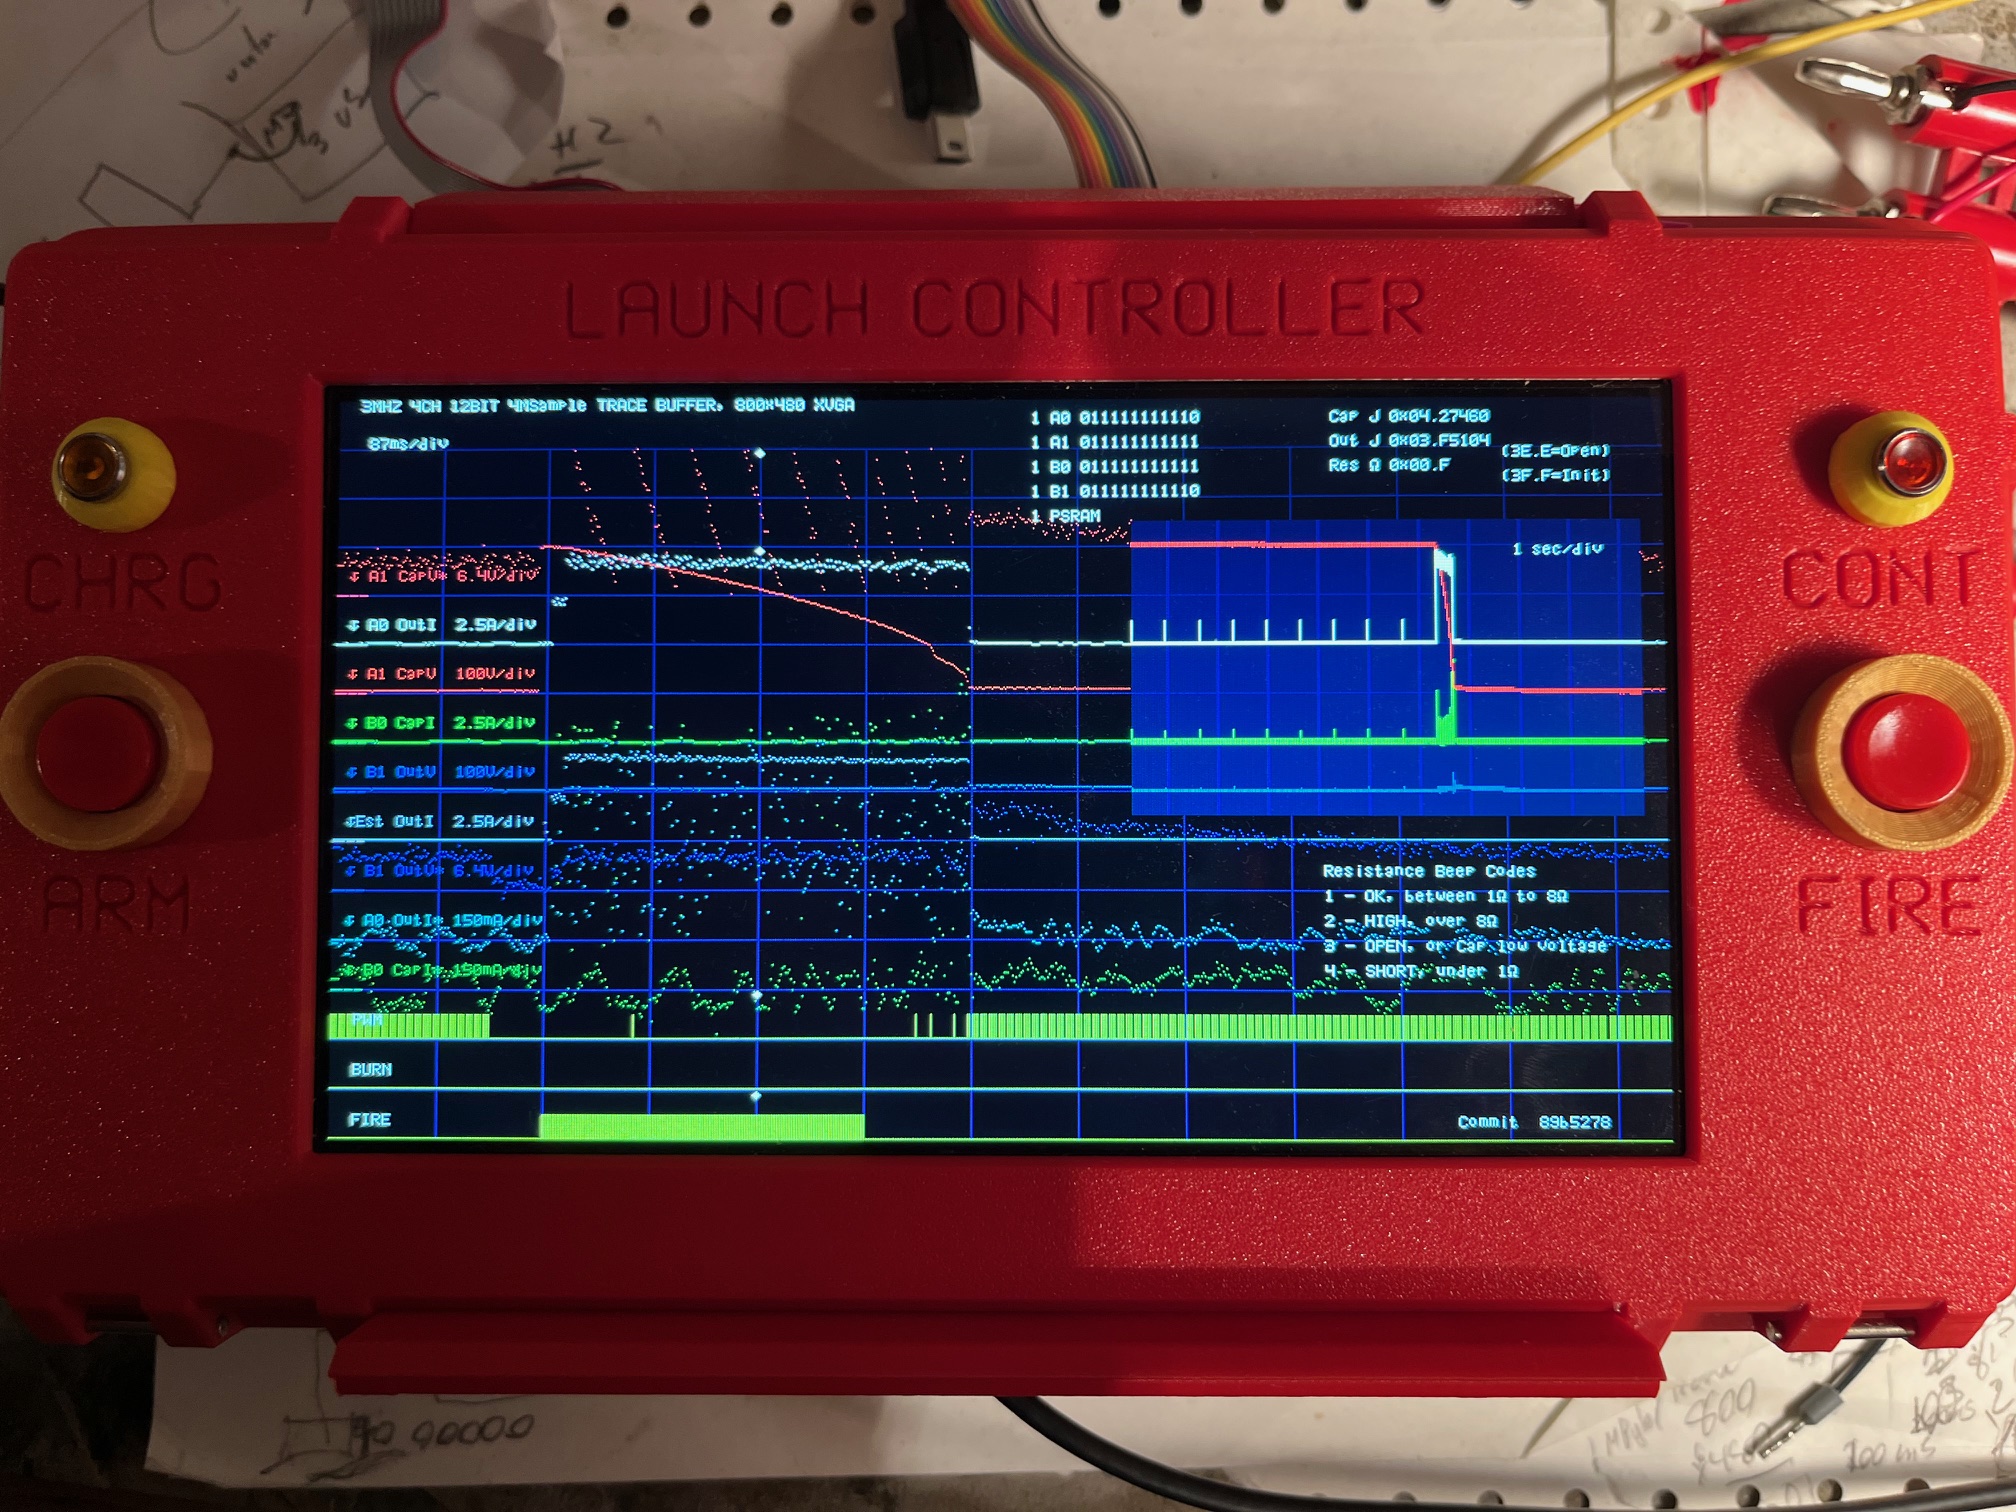 LAUNCH CONTROLLER
3MHZ 4CH 12BIT 4MSample TRACE BUFFER, 800x480 XVGA
87ms/div
1 A0 011111111110
1 A1 011111111111
1 B0 011111111111
1 B1 011111111110
1 PSRAM
Cap J 0x04.27460
Out J 0x03.F5104
Res Ω 0x00.F
(3E.E=Open)
(3F.F=Init)
1 sec/div
CHRG
CONT
A1 CapV* 6.4V/div
A0 OutI 2.5A/div
A1 CapV 100V/div
B0 CapI 2.5A/div
B1 OutV 100V/div
Est OutI 2.5A/div
B1 OutV* 6.4V/div
A0 OutI* 150mA/div
B0 CapI* 150mA/div
PWM
BURN
FIRE
ARM
FIRE
Resistance Beep Codes
1 - OK, between 1Ω to 8Ω
2 - HIGH, over 8Ω
3 - OPEN, or Cap low voltage
4 - SHORT, under 1Ω
Commit 89b5278
800
100 ms